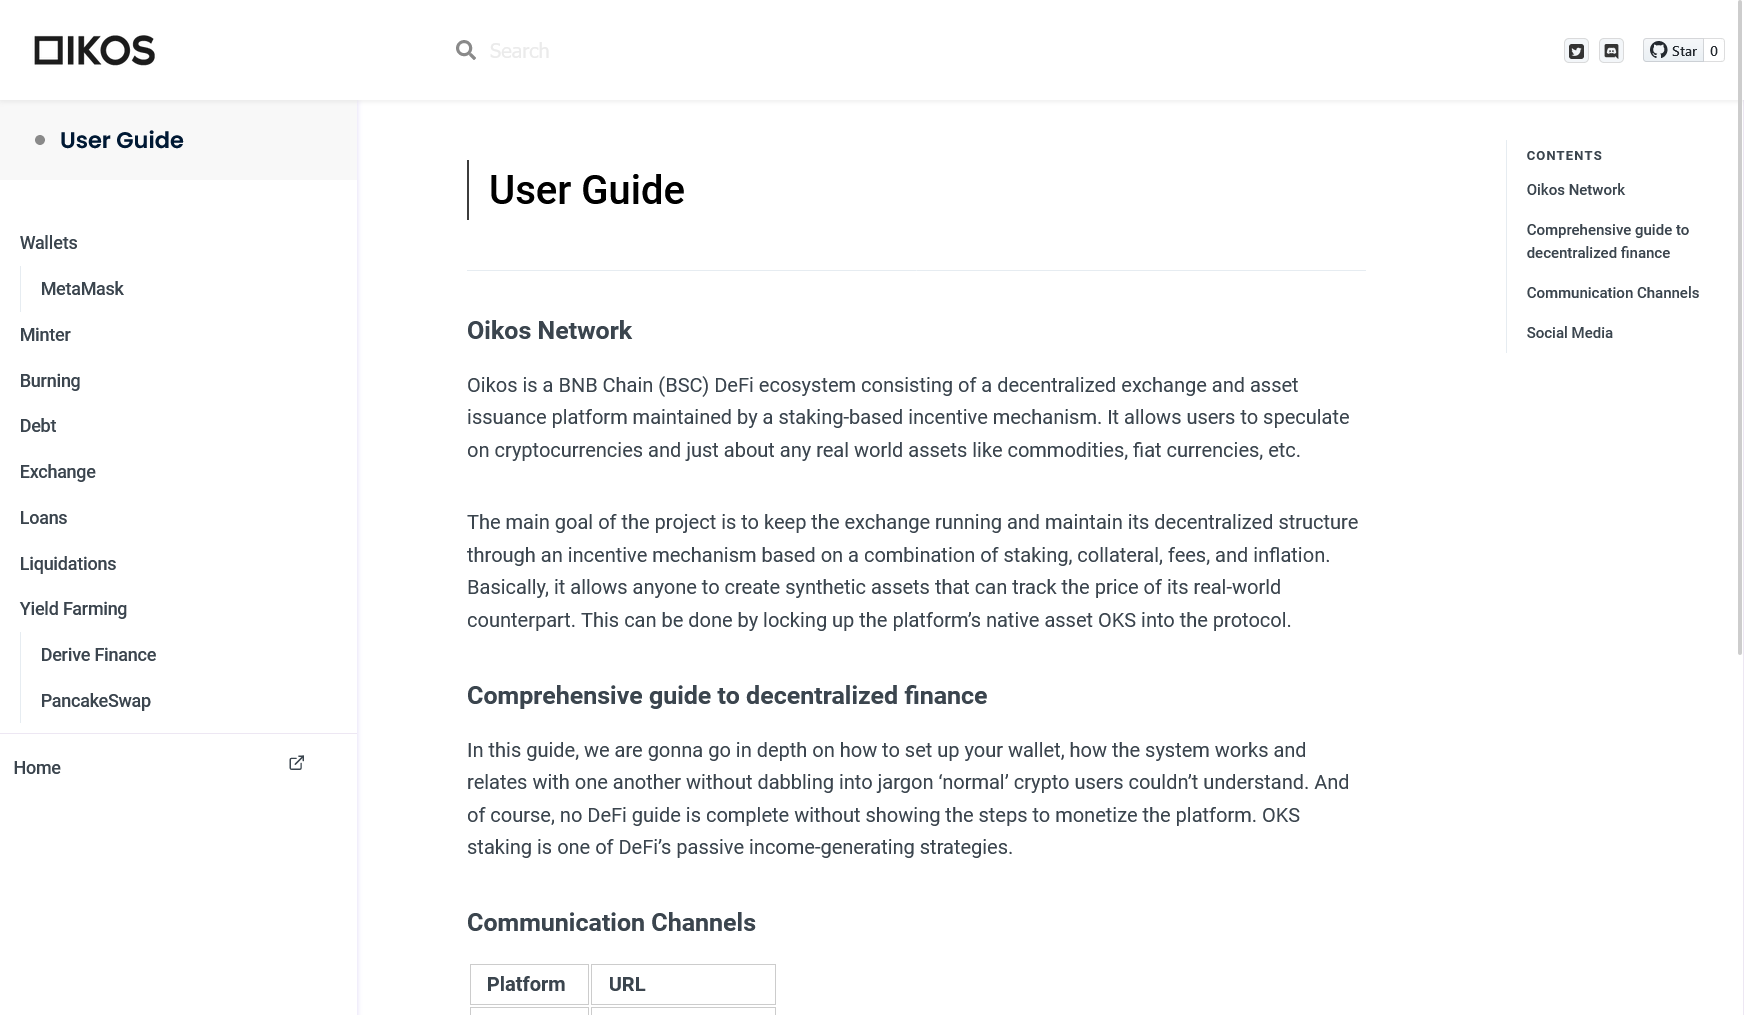 OIKOS
Search
Star
0
User Guide
Wallets
MetaMask
Minter
Burning
Debt
Exchange
Loans
Liquidations
Yield Farming
Derive Finance
PancakeSwap
Home
User Guide
Oikos Network
Oikos is a BNB Chain (BSC) DeFi ecosystem consisting of a decentralized exchange and asset
issuance platform maintained by a staking-based incentive mechanism. It allows users to speculate
on cryptocurrencies and just about any real world assets like commodities, fiat currencies, etc.
The main goal of the project is to keep the exchange running and maintain its decentralized structure
through an incentive mechanism based on a combination of staking, collateral, fees, and inflation.
Basically, it allows anyone to create synthetic assets that can track the price of its real-world
counterpart. This can be done by locking up the platform’s native asset OKS into the protocol.
Comprehensive guide to decentralized finance
In this guide, we are gonna go in depth on how to set up your wallet, how the system works and
relates with one another without dabbling into jargon ‘normal’ crypto users couldn’t understand. And
of course, no DeFi guide is complete without showing the steps to monetize the platform. OKS
staking is one of DeFi’s passive income-generating strategies.
Communication Channels
Platform URL
CONTENTS
Oikos Network
Comprehensive guide to
decentralized finance
Communication Channels
Social Media